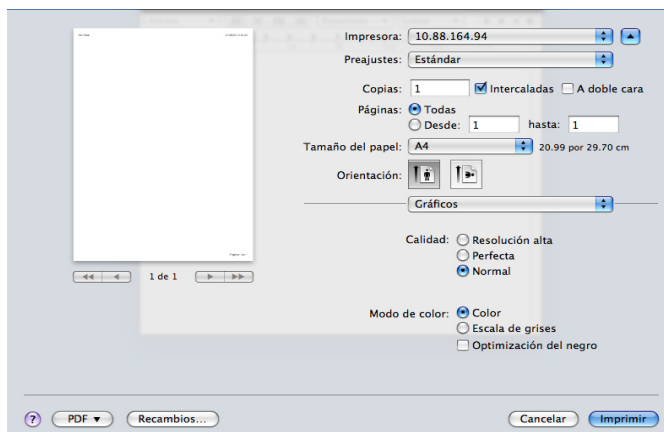 Impresora: 10.88.164.94
Preajustes: Estándar
Copias: 1 Intercaladas A doble cara
Páginas: Todas
Desde: 1 hasta: 1
Tamaño del papel: A4 20.99 por 29.70 cm
Orientación:
Gráficos
Calidad: Resolución alta
Perfecta
Normal
1 de 1
Modo de color: Color
Escala de grises
Optimización del negro
? PDF Recambios... Cancelar Imprimir